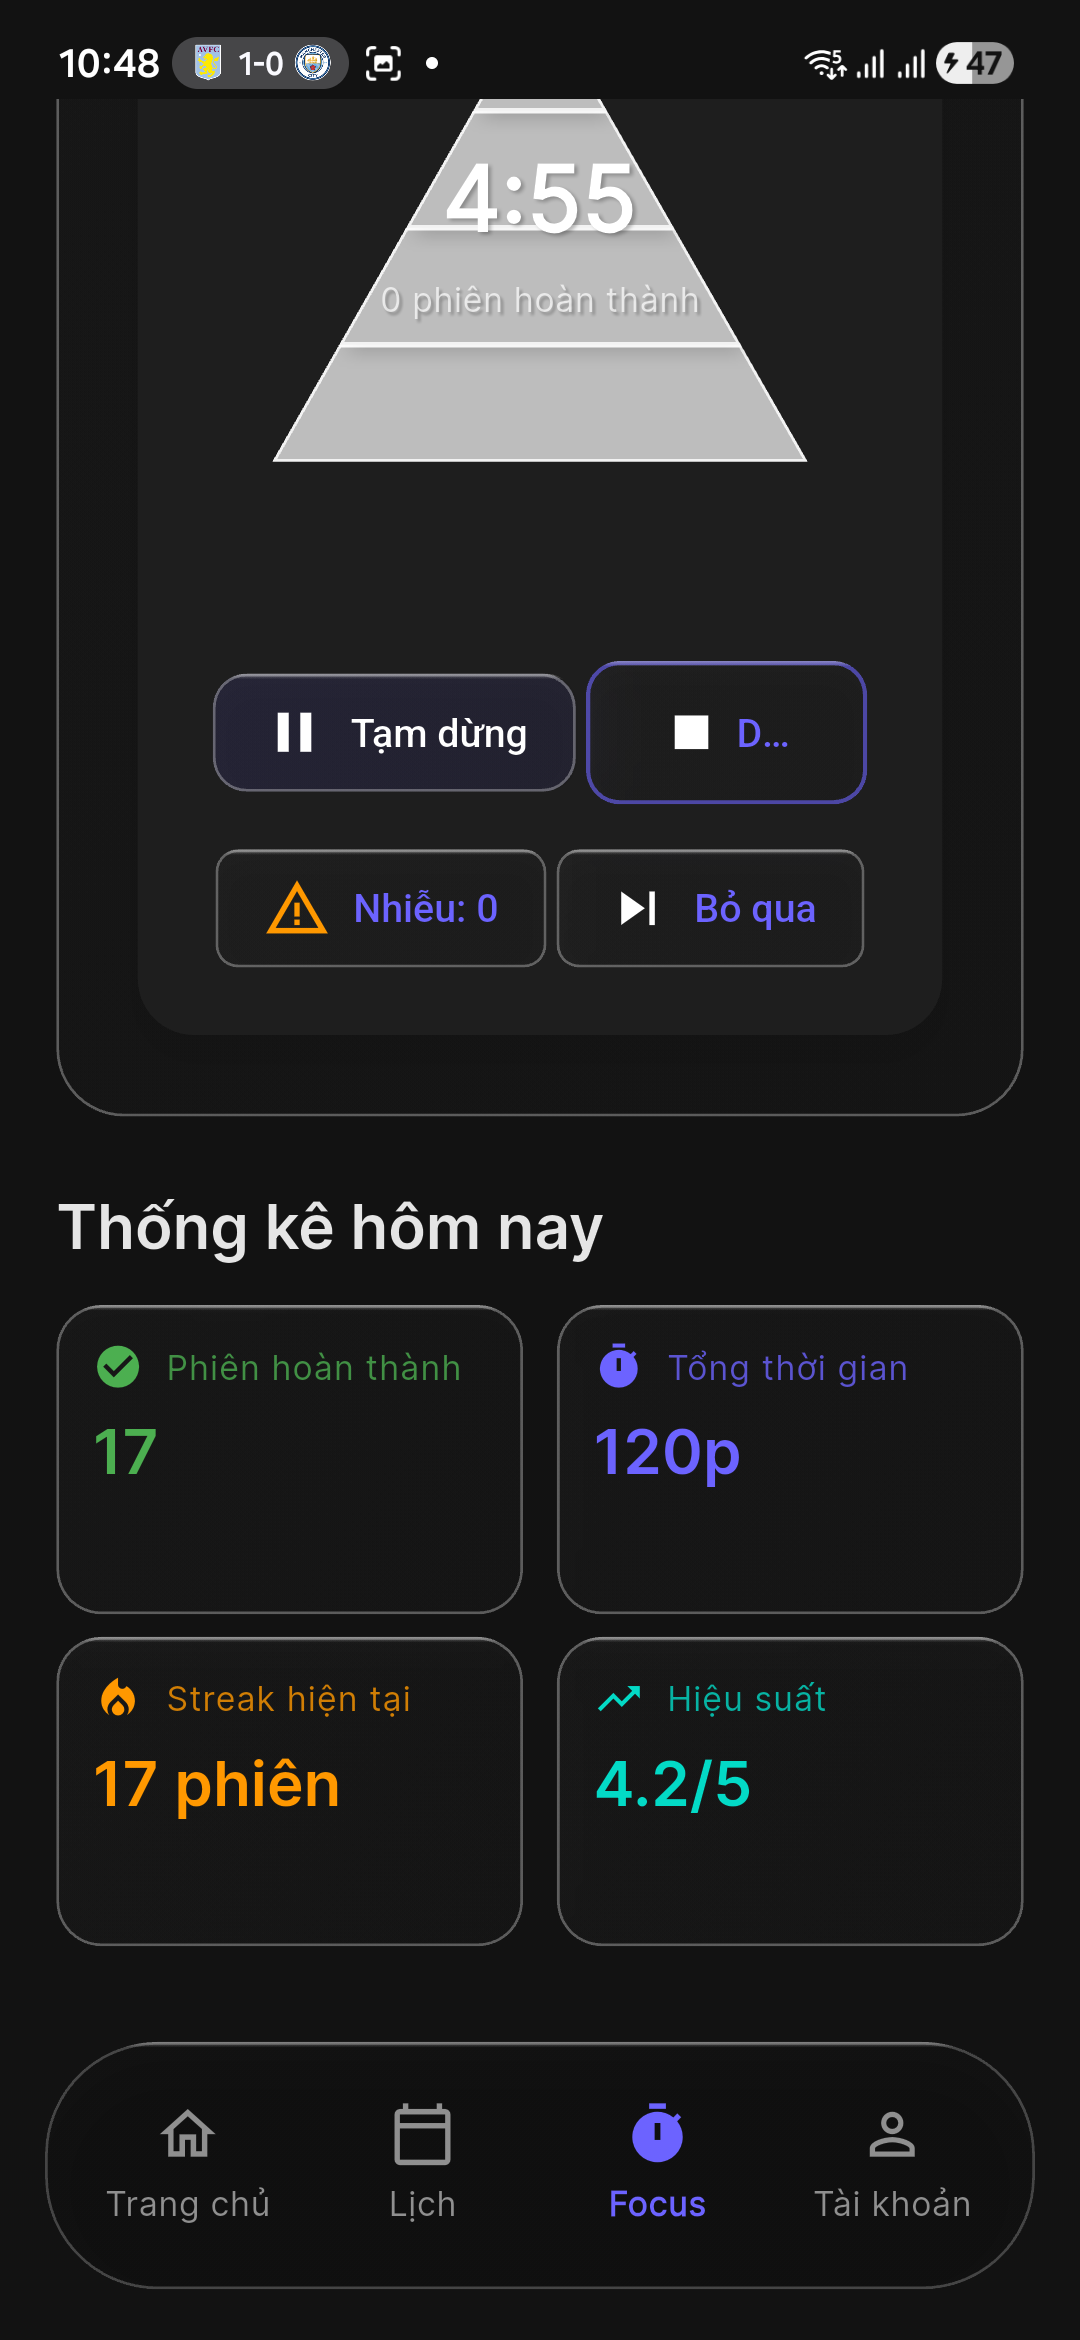 10:48 AVFC 1-0 5 47
4:55
0 phiên hoàn thành
Tạm dừng D...
Nhiễu: 0 Bỏ qua
Thống kê hôm nay
Phiên hoàn thành Tổng thời gian
17 120p
Streak hiện tại Hiệu suất
17 phiên 4.2/5
Trang chủ Lịch Focus Tài khoản